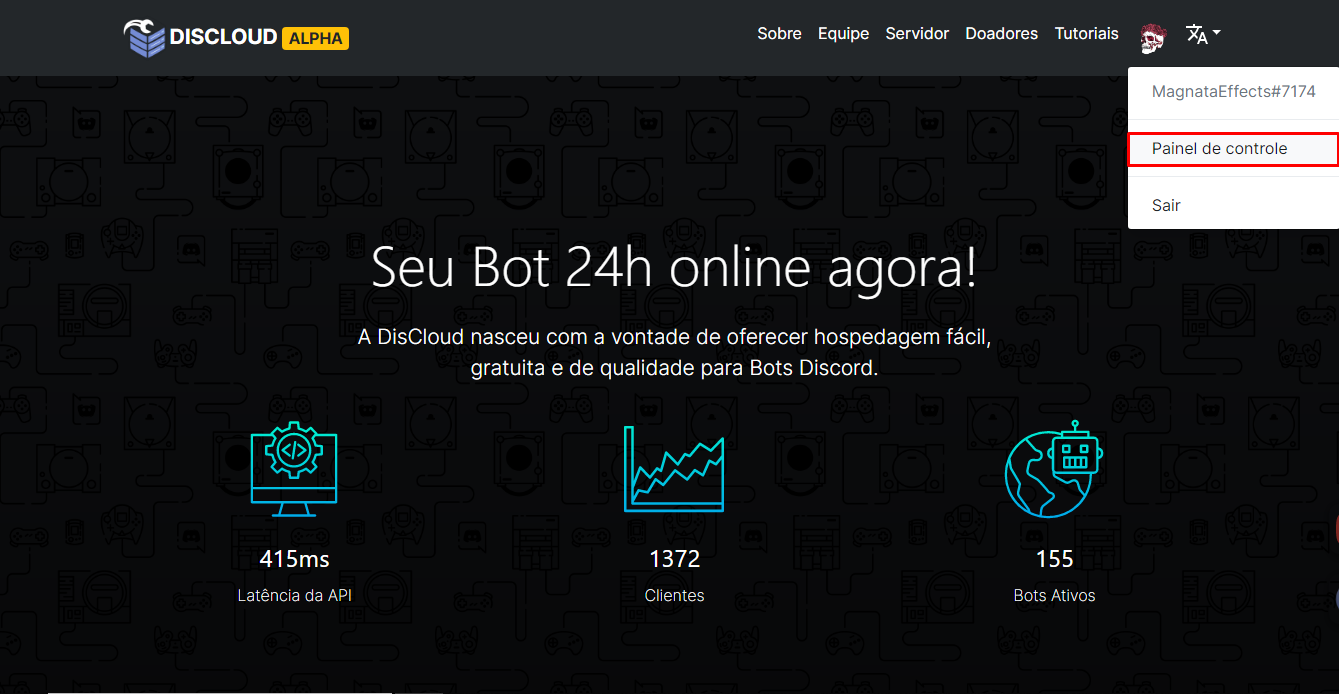 DISCLOUD ALPHA
Sobre Equipe Servidor Doadores Tutoriais
MagnataEffects#7174
Painel de controle
Sair
Seu Bot 24h online agora!
A DisCloud nasceu com a vontade de oferecer hospedagem fácil,
gratuita e de qualidade para Bots Discord.
415ms
Latência da API
1372
Clientes
155
Bots Ativos